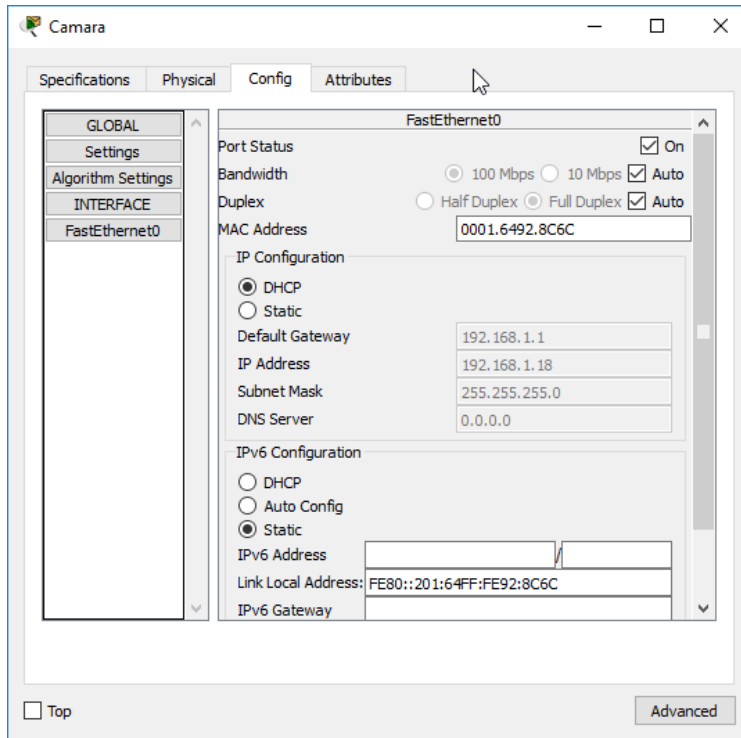 Camara
Specifications Physical Config Attributes
GLOBAL
Settings
Algorithm Settings
INTERFACE
FastEthernet0
FastEthernet0
Port Status On
Bandwidth 100 Mbps 10 Mbps Auto
Duplex Half Duplex Full Duplex Auto
MAC Address 0001.6492.8C6C
IP Configuration
DHCP
Static
Default Gateway 192.168.1.1
IP Address 192.168.1.18
Subnet Mask 255.255.255.0
DNS Server 0.0.0.0
IPv6 Configuration
DHCP
Auto Config
Static
IPv6 Address /
Link Local Address: FE80::201:64FF:FE92:8C6C
IPv6 Gateway
Top Advanced